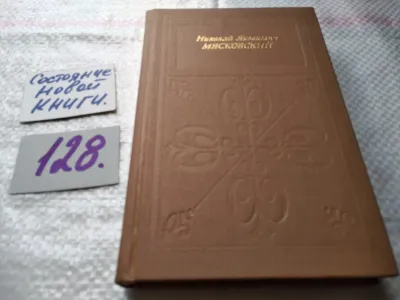 Состояние
новой
книги.
128.
Николай Яковлевич
МЯСКОВСКИЙ